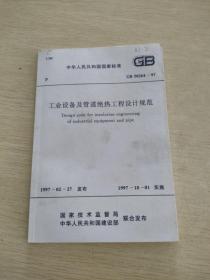 UDC
中华人民共和国国家标准
GB
P
GB 50264-97
工业设备及管道绝热工程设计规范
Design code for insulation engineering
of industrial equipment and pipe
1997-02-27 发布
1997-10-01 实施
国家技术监督局
中华人民共和国建设部
联合发布